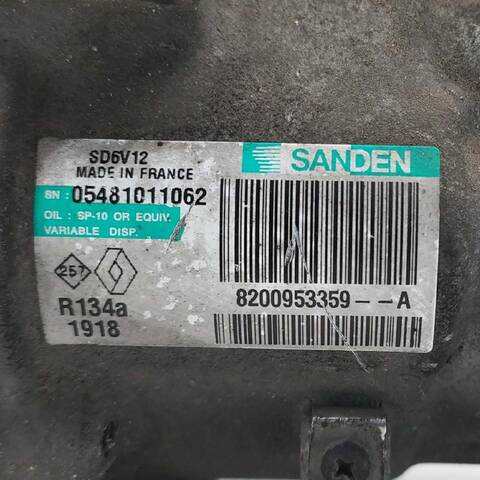 SD6V12
MADE IN FRANCE
SANDEN
SN: 05481011062
OIL: SP-10 OR EQUIV.
VARIABLE DISP.
257
R134a
1918
8200953359--A